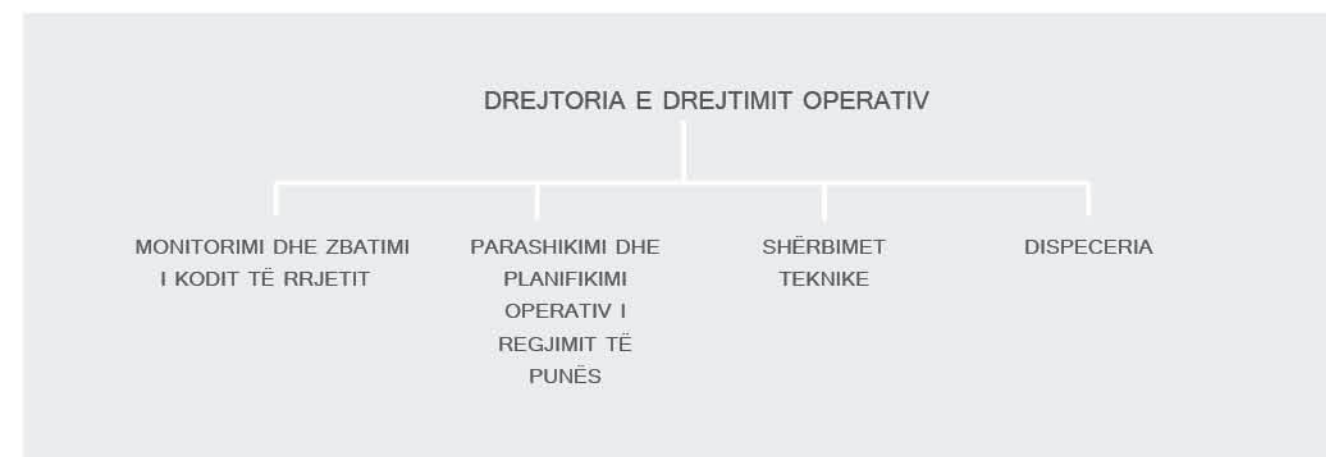 DREJTORIA E DREJTIMIT OPERATIV
MONITORIMI DHE ZBATIMI
I KODIT TË RRJETIT
PARASHIKIMI DHE
PLANIFIKIMI
OPERATIV I
REGJIMIT TË
PUNËS
SHËRBIMET
TEKNIKE
DISPECERIA